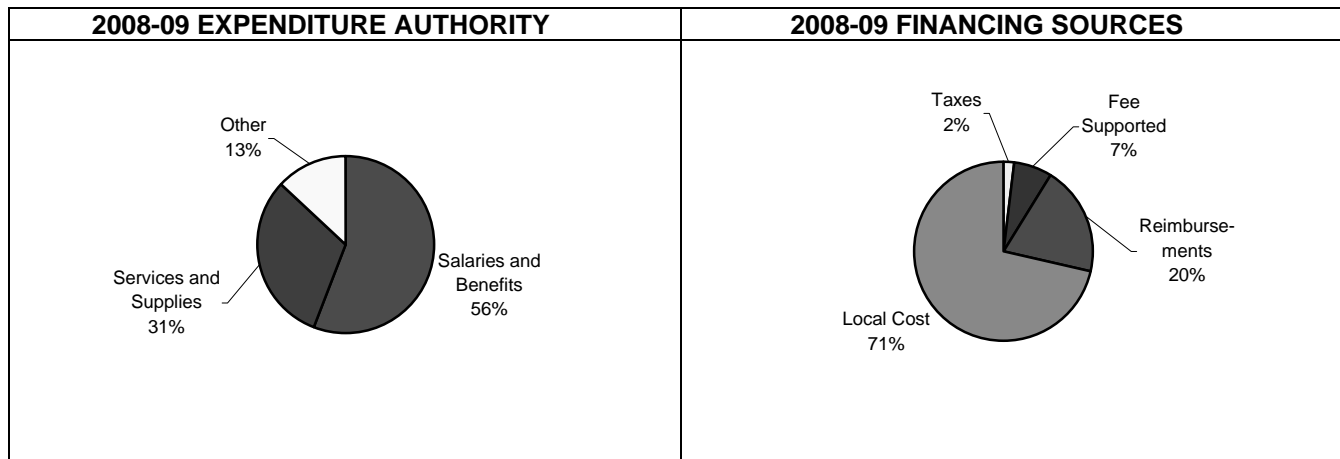 2008-09 EXPENDITURE AUTHORITY
2008-09 FINANCING SOURCES
Other
13%
Services and
Supplies
31%
Salaries and
Benefits
56%
Taxes
2%
Fee
Supported
7%
Reimburse-
ments
20%
Local Cost
71%